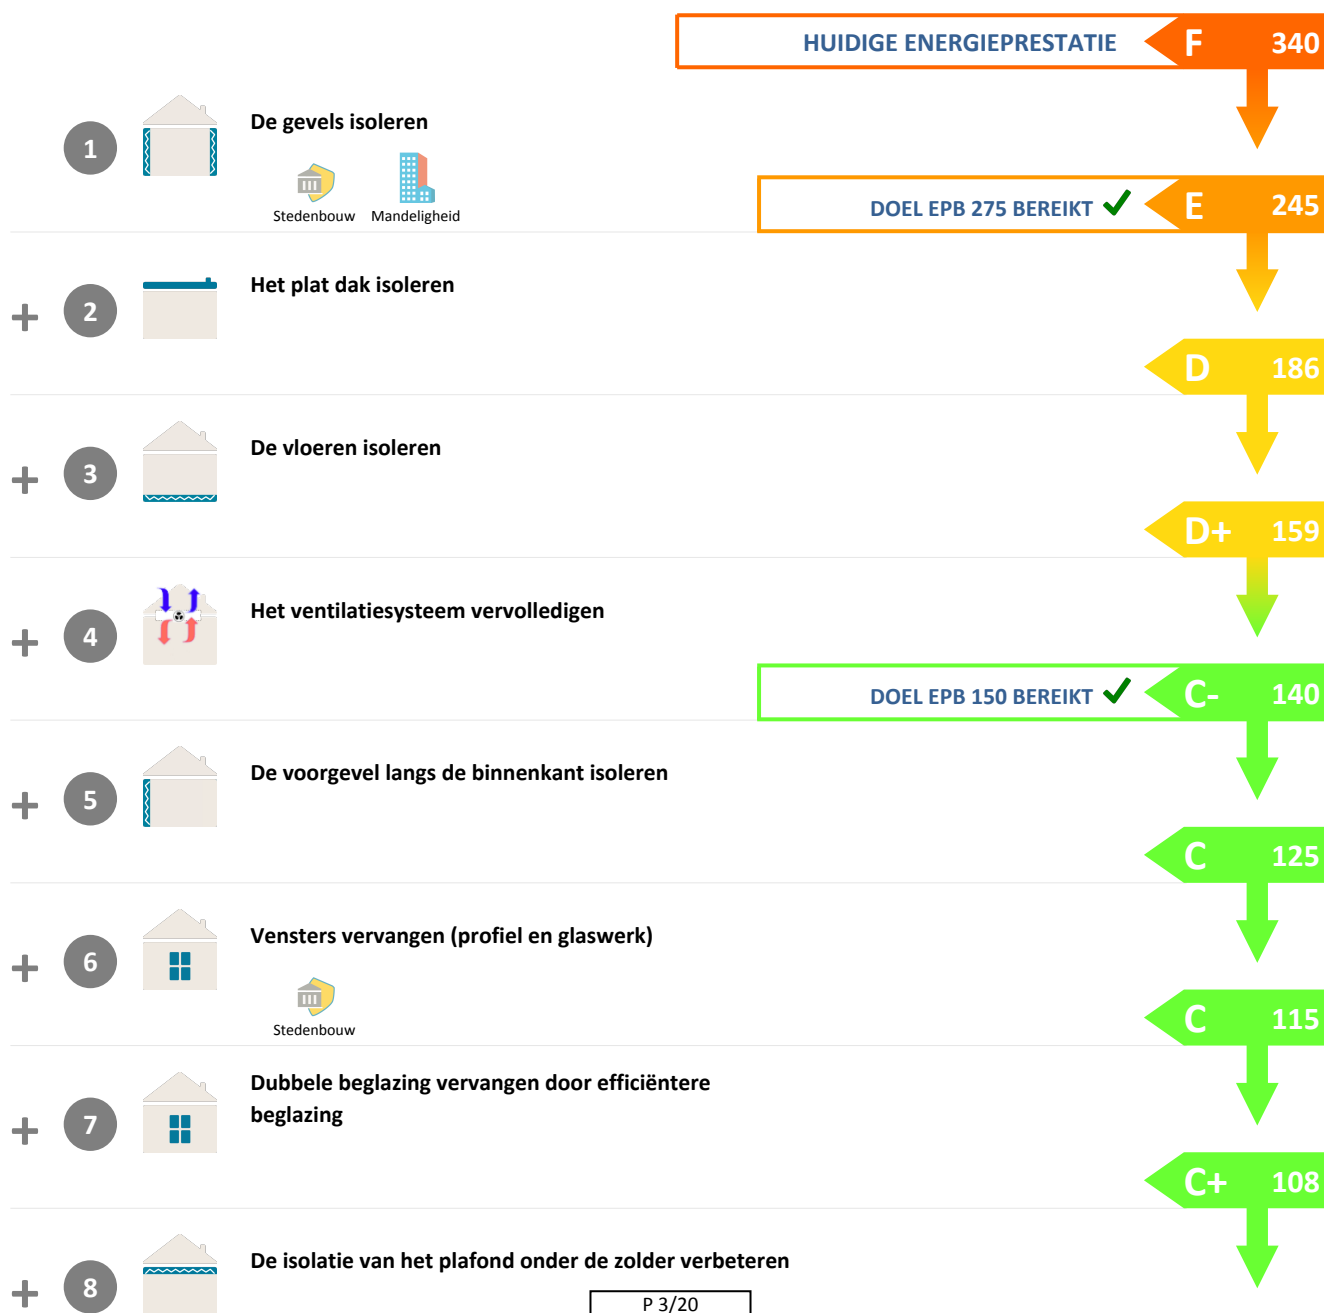 HUIDIGE ENERGIEPRESTATIE F 340
1 De gevels isoleren
Stedenbouw Mandeligheid
DOEL EPB 275 BEREIKT E 245
+ 2 Het plat dak isoleren
D 186
+ 3 De vloeren isoleren
D+ 159
+ 4 Het ventilatiesysteem vervolledigen
DOEL EPB 150 BEREIKT C- 140
+ 5 De voorgevel langs de binnenkant isoleren
C 125
+ 6 Vensters vervangen (profiel en glaswerk)
Stedenbouw
C 115
+ 7 Dubbele beglazing vervangen door efficiëntere
beglazing
C+ 108
+ 8 De isolatie van het plafond onder de zolder verbeteren
P 3/20